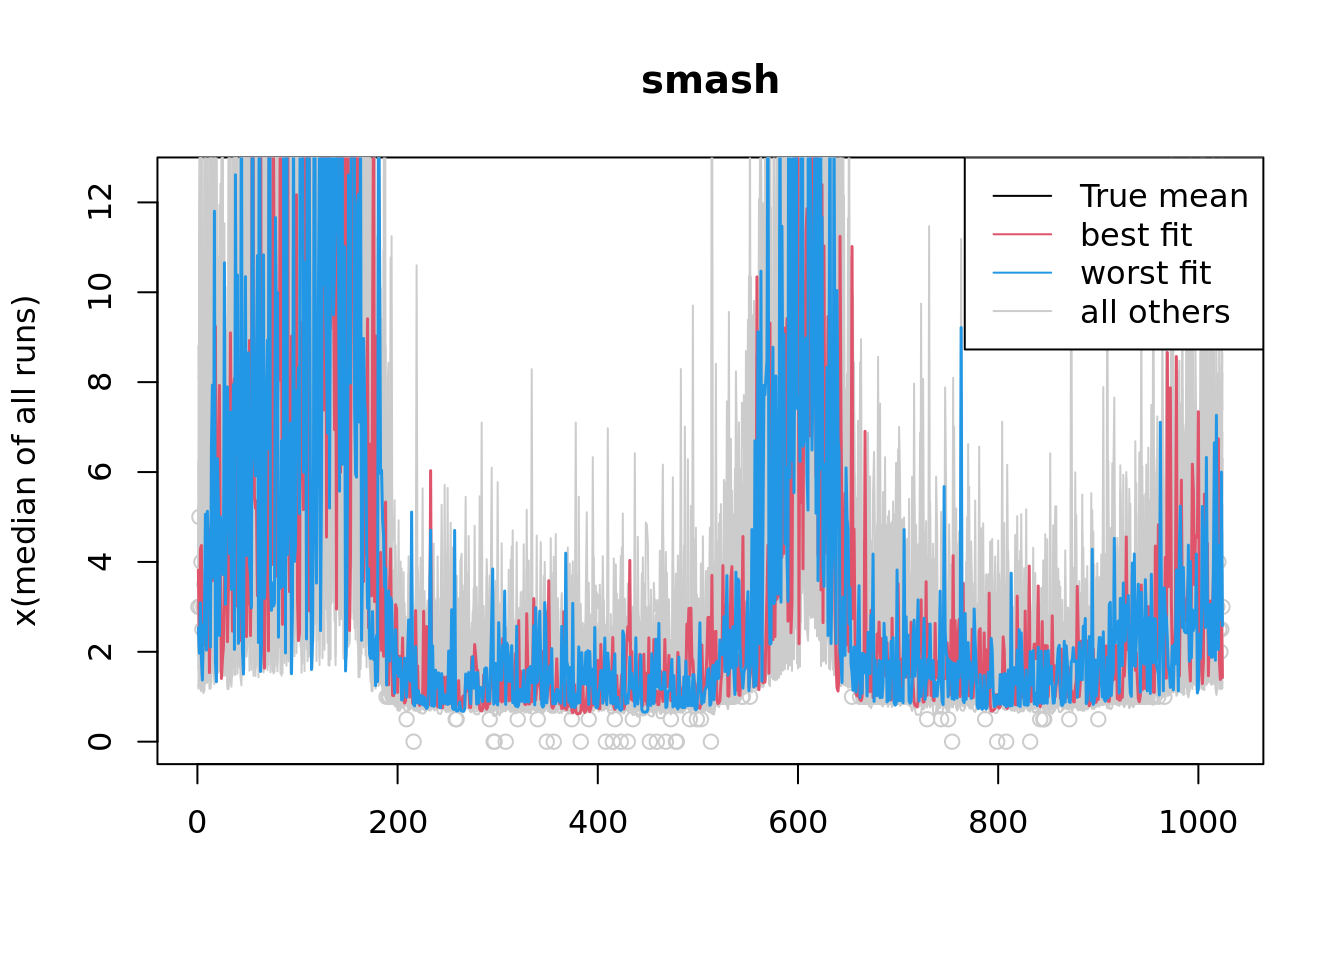 smash
x(median of all runs)
12
10
8
6
4
2
0
True mean
best fit
worst fit
all others
0 200 400 600 800 1000